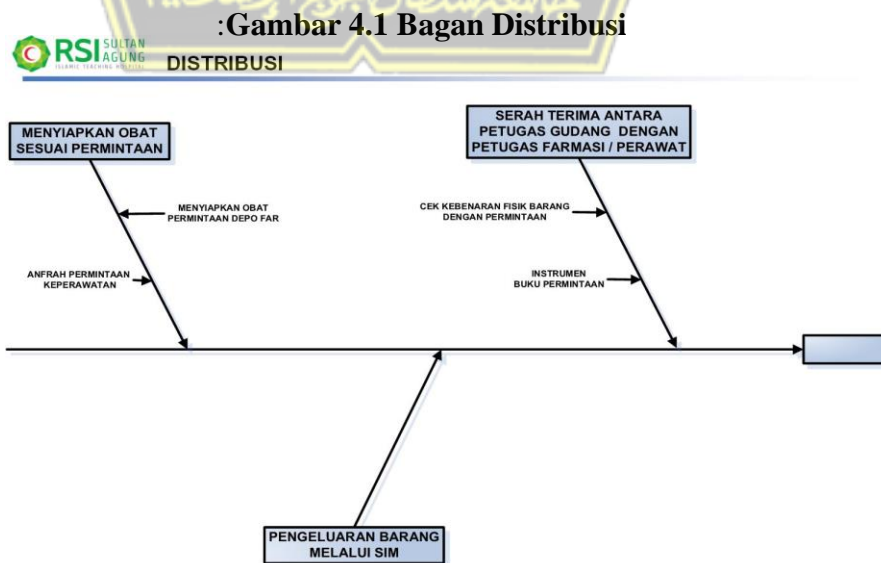 :Gambar 4.1 Bagan Distribusi
RSI SULTAN
AGUNG
ISLAMIC TEACHING HOSPITAL
DISTRIBUSI
MENYIAPKAN OBAT
SESUAI PERMINTAAN
SERAH TERIMA ANTARA
PETUGAS GUDANG DENGAN
PETUGAS FARMASI / PERAWAT
MENYIAPKAN OBAT
PERMINTAAN DEPO FAR
CEK KEBENARAN FISIK BARANG
DENGAN PERMINTAAN
ANFRAH PERMINTAAN
KEPERAWATAN
INSTRUMEN
BUKU PERMINTAAN
PENGELUARAN BARANG
MELALUI SIM